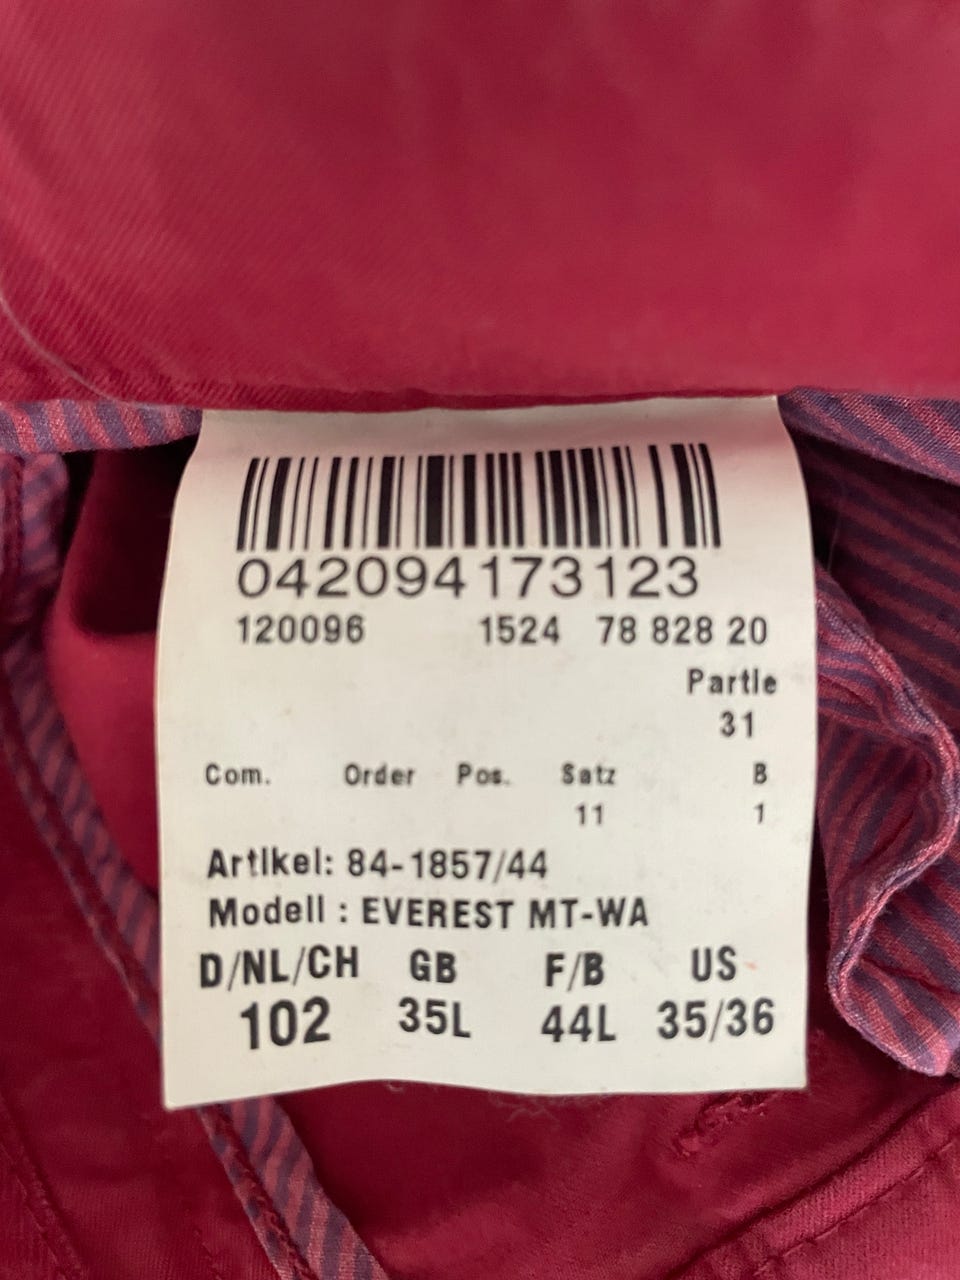 042094173123
120096 1524 78 828 20
Partie
31
Com. Order Pos. Satz B
11 1
Artikel: 84-1857/44
Modell : EVEREST MT-WA
D/NL/CH GB F/B US
102 35L 44L 35/36